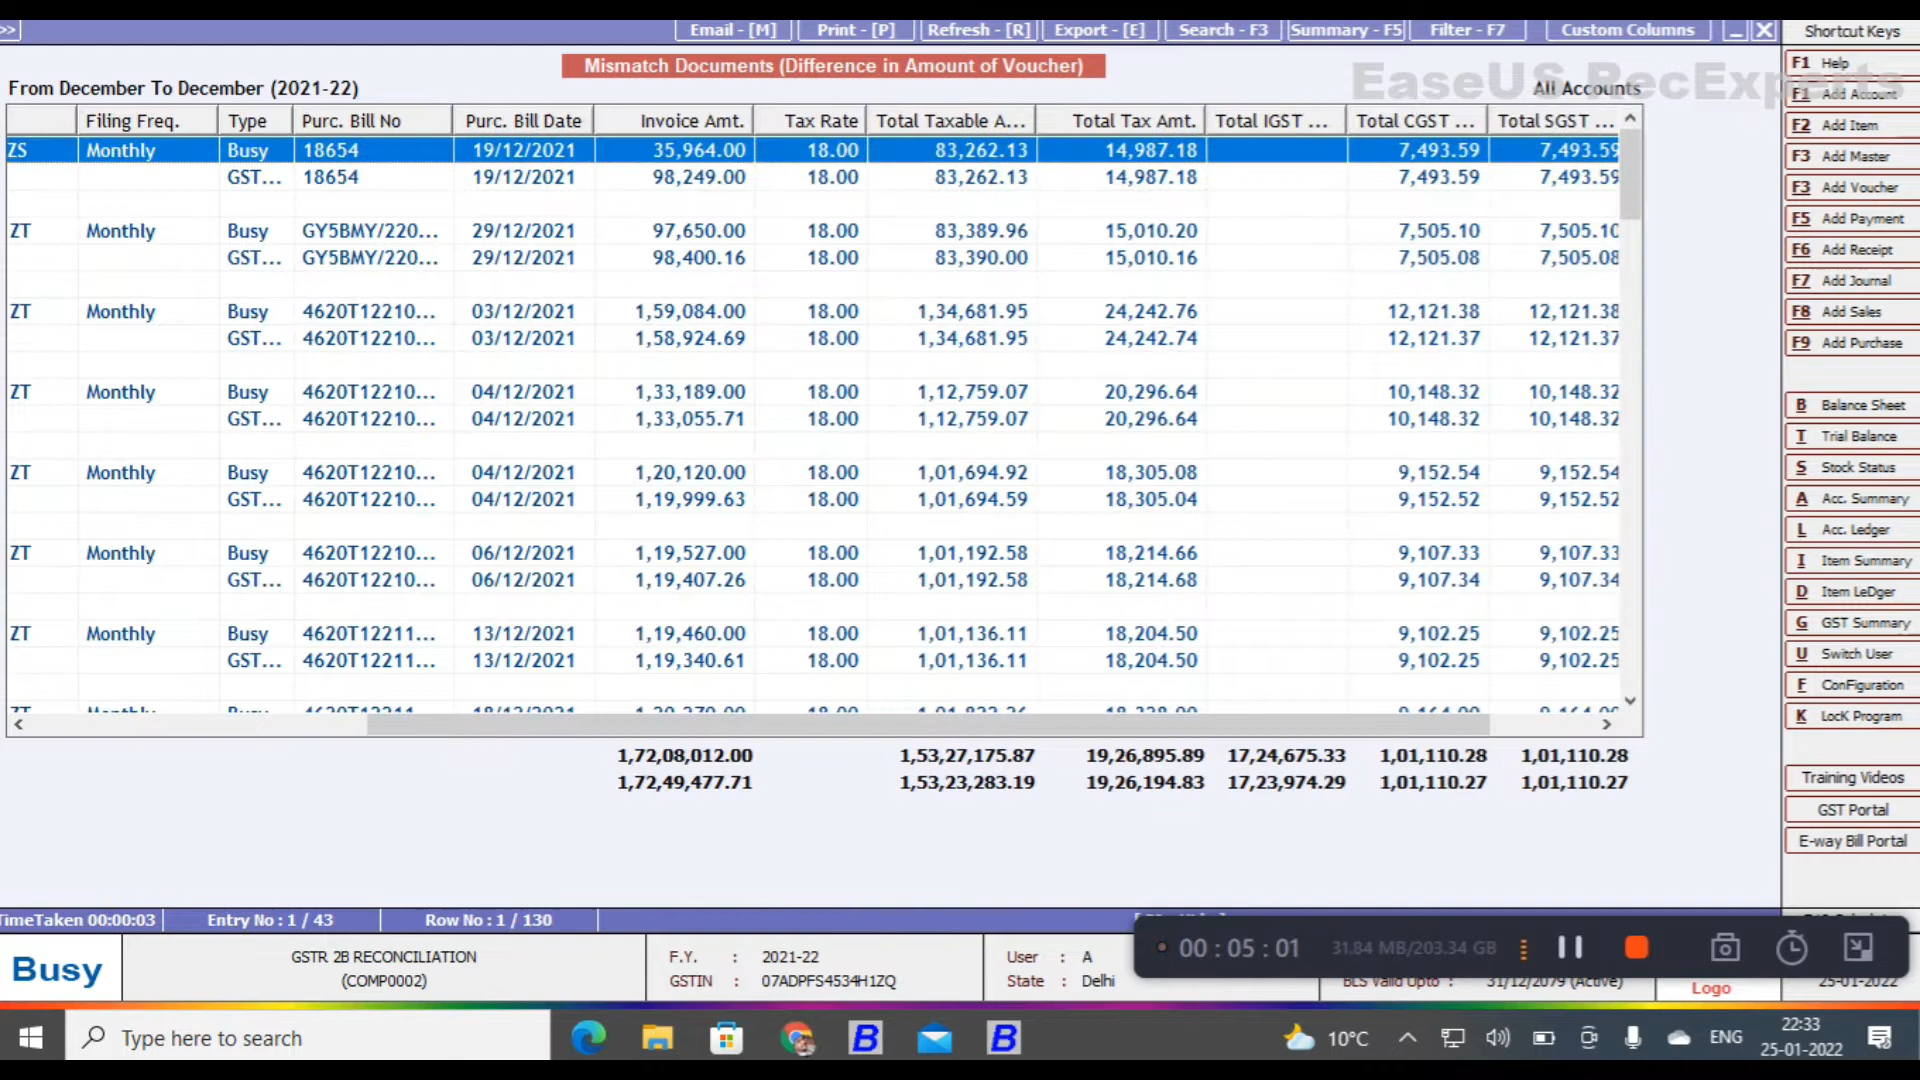 >> Email - [M] Print - [P] Refresh - [R] Export - [E] Search - F3 Summary - F5 Filter - F7 Custom Columns
Shortcut Keys
Mismatch Documents (Difference in Amount of Voucher)
From December To December (2021-22)
All Accounts
EaseUS RecExperts
Filing Freq. Type Purc. Bill No Purc. Bill Date Invoice Amt. Tax Rate Total Taxable A... Total Tax Amt. Total IGST ... Total CGST ... Total SGST ...
ZS Monthly Busy 18654 19/12/2021 35,964.00 18.00 83,262.13 14,987.18 7,493.59 7,493.59
GST... 18654 19/12/2021 98,249.00 18.00 83,262.13 14,987.18 7,493.59 7,493.59
ZT Monthly Busy GY5BMY/220... 29/12/2021 97,650.00 18.00 83,389.96 15,010.20 7,505.10 7,505.10
GST... GY5BMY/220... 29/12/2021 98,400.16 18.00 83,390.00 15,010.16 7,505.08 7,505.08
ZT Monthly Busy 4620T12210... 03/12/2021 1,59,084.00 18.00 1,34,681.95 24,242.76 12,121.38 12,121.38
GST... 4620T12210... 03/12/2021 1,58,924.69 18.00 1,34,681.95 24,242.74 12,121.37 12,121.37
ZT Monthly Busy 4620T12210... 04/12/2021 1,33,189.00 18.00 1,12,759.07 20,296.64 10,148.32 10,148.32
GST... 4620T12210... 04/12/2021 1,33,055.71 18.00 1,12,759.07 20,296.64 10,148.32 10,148.32
ZT Monthly Busy 4620T12210... 04/12/2021 1,20,120.00 18.00 1,01,694.92 18,305.08 9,152.54 9,152.54
GST... 4620T12210... 04/12/2021 1,19,999.63 18.00 1,01,694.59 18,305.04 9,152.52 9,152.52
ZT Monthly Busy 4620T12210... 06/12/2021 1,19,527.00 18.00 1,01,192.58 18,214.66 9,107.33 9,107.33
GST... 4620T12210... 06/12/2021 1,19,407.26 18.00 1,01,192.58 18,214.68 9,107.34 9,107.34
ZT Monthly Busy 4620T12211... 13/12/2021 1,19,460.00 18.00 1,01,136.11 18,204.50 9,102.25 9,102.25
GST... 4620T12211... 13/12/2021 1,19,340.61 18.00 1,01,136.11 18,204.50 9,102.25 9,102.25
1,72,08,012.00 1,53,27,175.87 19,26,895.89 17,24,675.33 1,01,110.28 1,01,110.28
1,72,49,477.71 1,53,23,283.19 19,26,194.83 17,23,974.29 1,01,110.27 1,01,110.27
F1 Help
F1 Add Account
F2 Add Item
F3 Add Master
F3 Add Voucher
F5 Add Payment
F6 Add Receipt
F7 Add Journal
F8 Add Sales
F9 Add Purchase
B Balance Sheet
T Trial Balance
S Stock Status
A Acc. Summary
L Acc. Ledger
I Item Summary
D Item LeDger
G GST Summary
U Switch User
F ConFiguration
K LocK Program
Training Videos
GST Portal
E-way Bill Portal
TimeTaken 00:00:03 Entry No : 1 / 43 Row No : 1 / 130
Busy
GSTR 2B RECONCILIATION
(COMP0002)
F.Y. : 2021-22
GSTIN : 07ADPFS4534H1ZQ
User : A
State : Delhi
00 : 05 : 01 31.84 MB/203.34 GB
BLS Valid Upto : 31/12/2079 (Active)
Logo
25-01-2022
Type here to search
B
B
10°C
ENG
22:33
25-01-2022